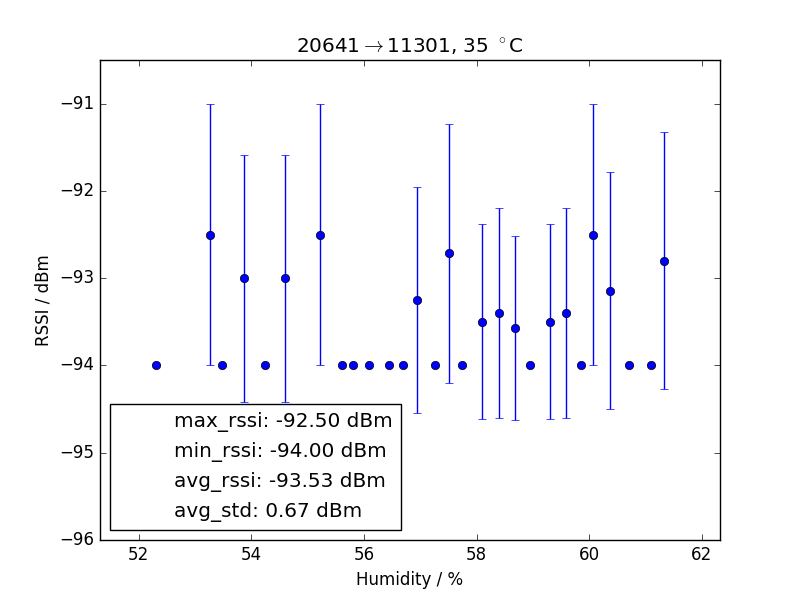 20641→11301, 35 °C
−91
−92
−93
−94
−95
−96
RSSI / dBm
max_rssi: -92.50 dBm
min_rssi: -94.00 dBm
avg_rssi: -93.53 dBm
avg_std: 0.67 dBm
52 54 56 58 60 62
Humidity / %